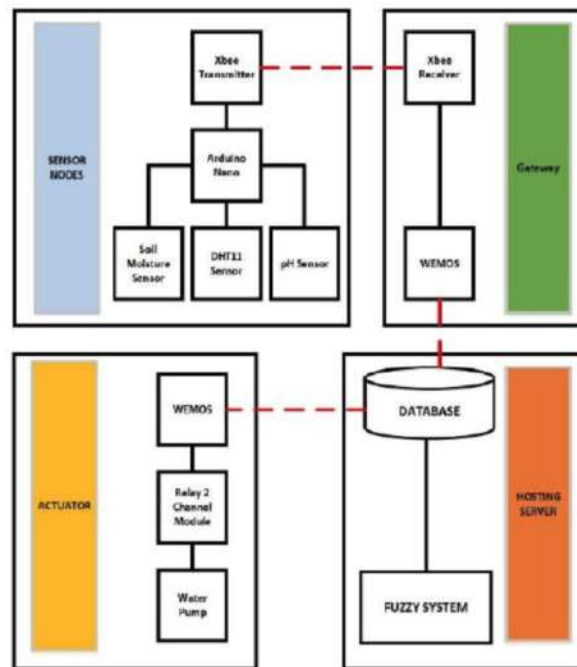 SENSOR
NODES
Xbee
Transmitter
Arduino
Nano
Soil
Moisture
Sensor
DHT11
Sensor
pH Sensor
Xbee
Receiver
WEMOS
Gateway
ACTUATOR
WEMOS
Relay 2
Channel
Module
Water
Pump
DATABASE
FUZZY SYSTEM
HOSTING
SERVER